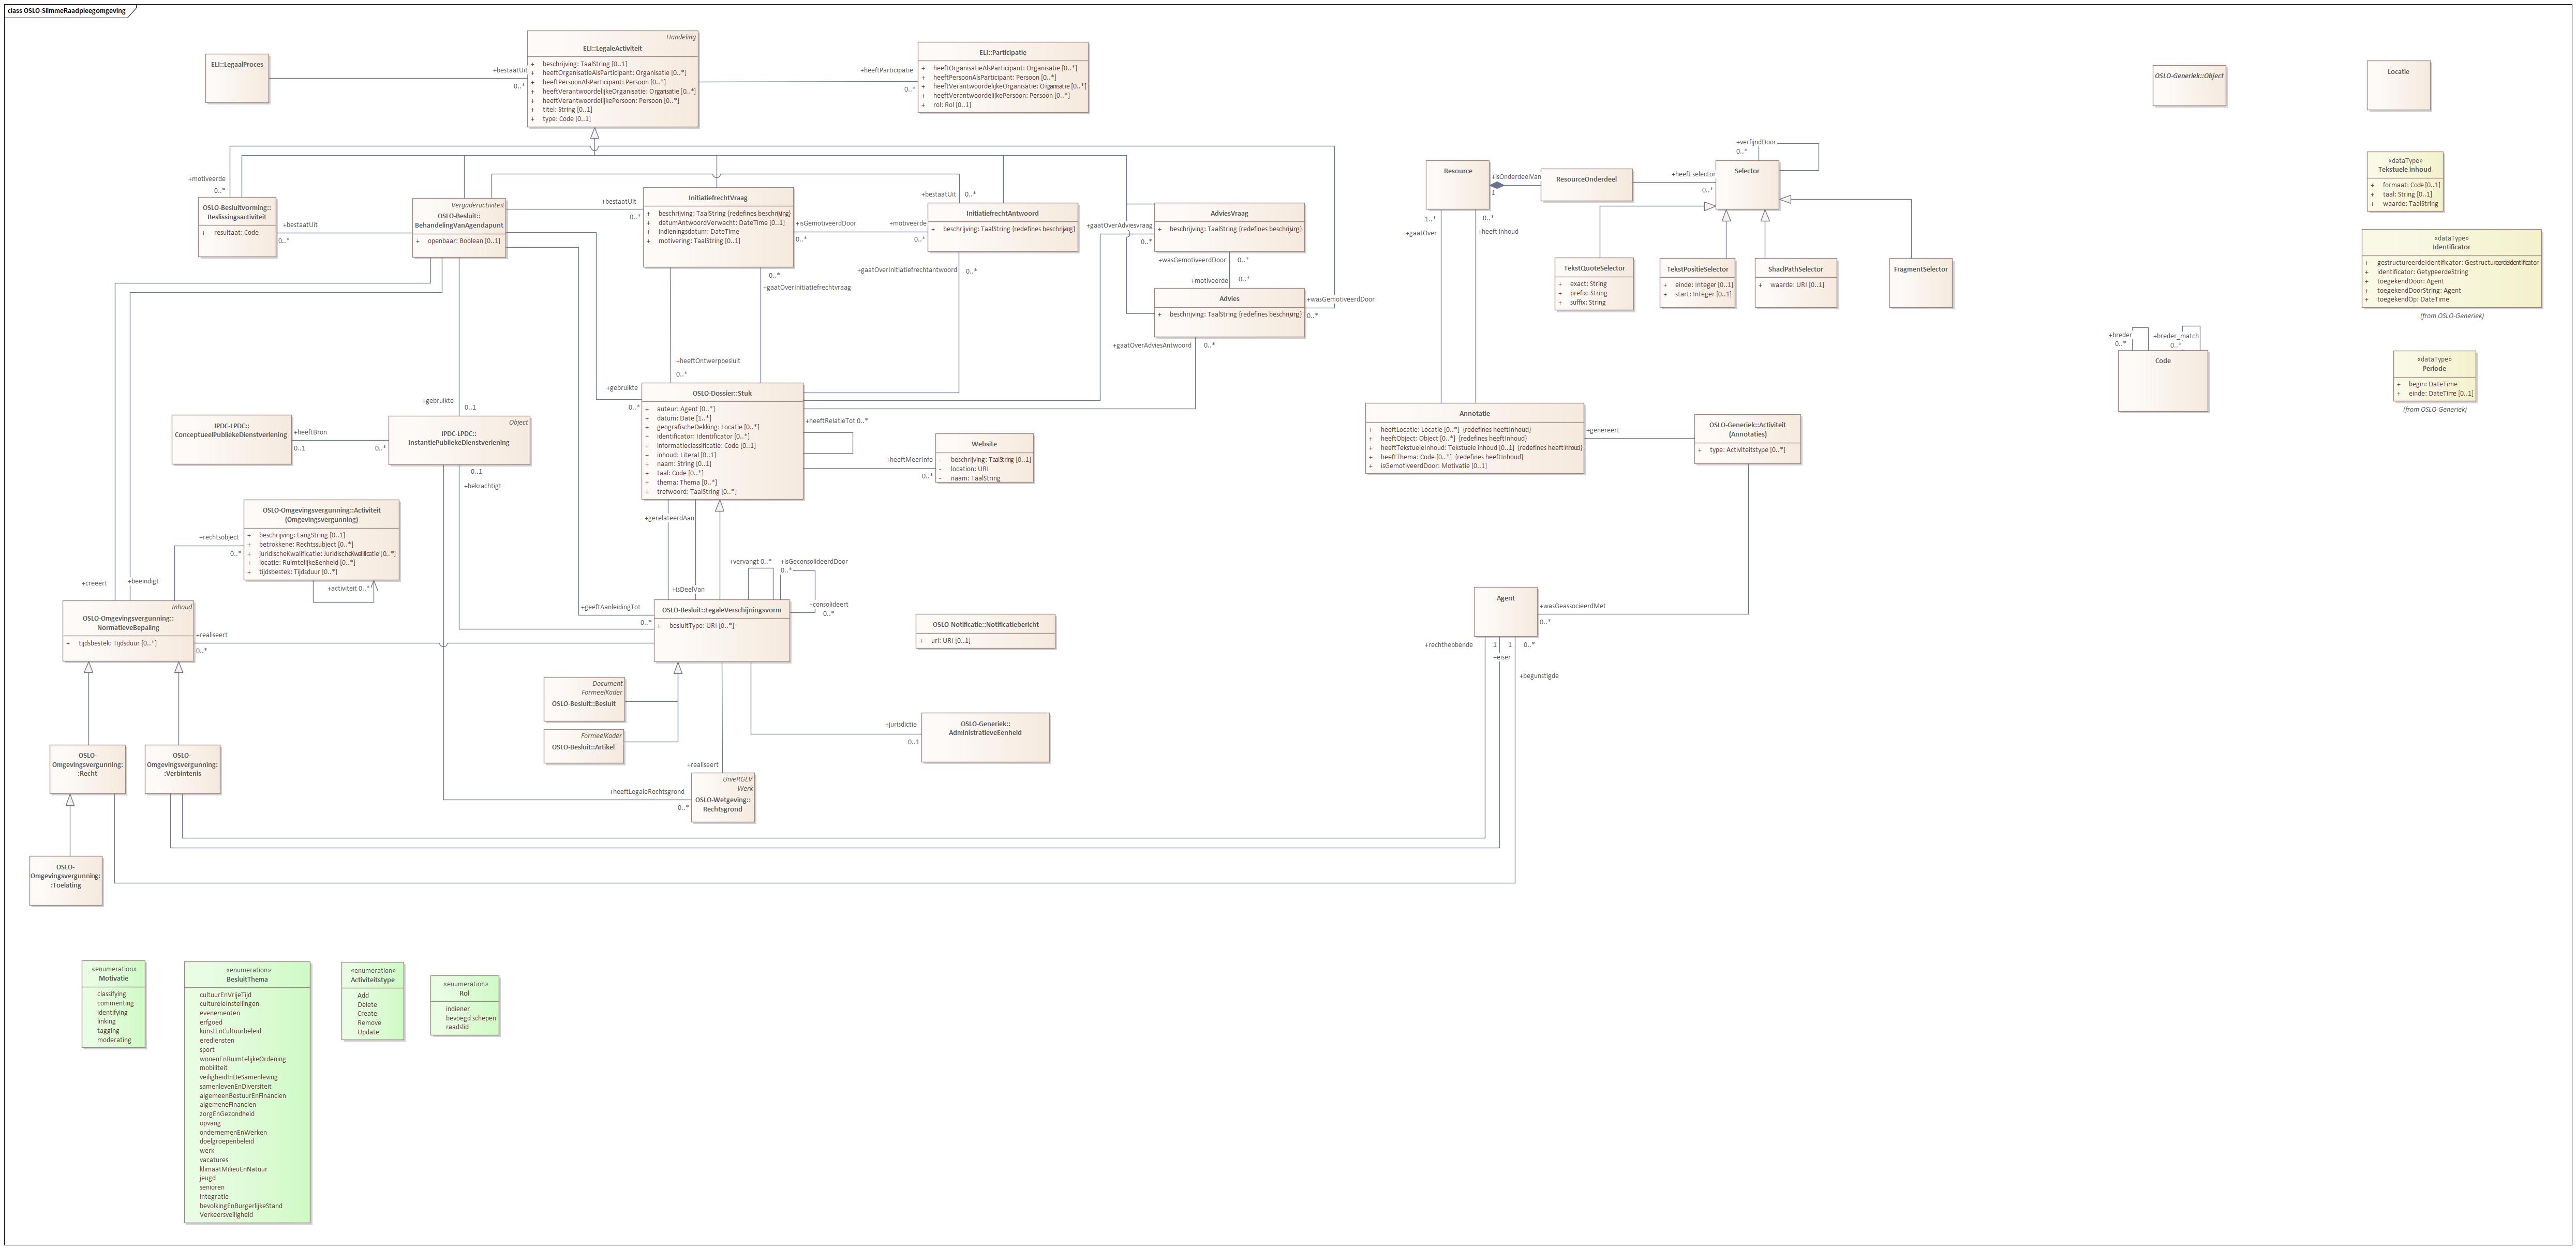 class OSLO-SlimmeRaadpleegomgeving
ELI::LegaalProces
+bestaatUit
0..*
Handeling
ELI::LegaleActiviteit
+ beschrijving: TaalString [0..1]
+ heeftOrganisatieAlsParticipant: Organisatie [0..*]
+ heeftPersoonAlsParticipant: Persoon [0..*]
+ heeftVerantwoordelijkeOrganisatie: Organisatie [0..*]
+ heeftVerantwoordelijkePersoon: Persoon [0..*]
+ titel: String [0..1]
+ type: Code [0..1]
+heeftParticipatie
0..*
ELI::Participatie
+ heeftOrganisatieAlsParticipant: Organisatie [0..*]
+ heeftPersoonAlsParticipant: Persoon [0..*]
+ heeftVerantwoordelijkeOrganisatie: Organisatie [0..*]
+ heeftVerantwoordelijkePersoon: Persoon [0..*]
+ rol: Rol [0..1]
OSLO-Generiek::Object
Locatie
+motiveerde
0..*
OSLO-Besluitvorming::
Beslissingsactiviteit
+ resultaat: Code
+bestaatUit
0..*
Vergaderactiviteit
OSLO-Besluit::
BehandelingVanAgendapunt
+ openbaar: Boolean [0..1]
+bestaatUit
0..*
InitiatiefrechtVraag
+ beschrijving: TaalString {redefines beschrijving}
+ datumAntwoordVerwacht: DateTime [0..1]
+ indieningsdatum: DateTime
+ motivering: TaalString [0..1]
+isGemotiveerdDoor
0..*
+motiveerde
0..*
+bestaatUit 0..*
InitiatiefrechtAntwoord
+ beschrijving: TaalString {redefines beschrijving}
+gaatOverInitiatiefrechtantwoord 0..*
0..*
+gaatOverInitiatiefrechtvraag
+gaatOverAdviesvraag
0..*
AdviesVraag
+ beschrijving: TaalString {redefines beschrijving}
+wasGemotiveerdDoor 0..*
+motiveerde 0..*
Advies
+ beschrijving: TaalString {redefines beschrijving}
+wasGemotiveerdDoor
0..*
+gaatOverAdviesAntwoord 0..*
Resource
+isOnderdeelVan
1
ResourceOnderdeel
+heeft selector
0..*
+verfijndDoor
0..*
Selector
1..*
+gaatOver
0..*
+heeft inhoud
TekstQuoteSelector
+ exact: String
+ prefix: String
+ suffix: String
TekstPositieSelector
+ einde: Integer [0..1]
+ start: Integer [0..1]
ShaclPathSelector
+ waarde: URI [0..1]
FragmentSelector
«dataType»
Tekstuele inhoud
+ formaat: Code [0..1]
+ taal: String [0..1]
+ waarde: TaalString
«dataType»
Identificator
+ gestructureerdeIdentificator: GestructureerdeIdentificator
+ identificator: GetypeerdeString
+ toegekendDoor: Agent
+ toegekendDoorString: Agent
+ toegekendOp: DateTime
(from OSLO-Generiek)
+breder
0..*
+breder_match
0..*
Code
«dataType»
Periode
+ begin: DateTime
+ einde: DateTime [0..1]
(from OSLO-Generiek)
+heeftOntwerpbesluit
0..*
+gebruikte
0..*
OSLO-Dossier::Stuk
+ auteur: Agent [0..*]
+ datum: Date [1..*]
+ geografischeDekking: Locatie [0..*]
+ identificator: Identificator [0..*]
+ informatieclassificatie: Code [0..1]
+ inhoud: Literal [0..1]
+ naam: String [0..1]
+ taal: Code [0..*]
+ thema: Thema [0..*]
+ trefwoord: TaalString [0..*]
+heeftRelatieTot 0..*
+heeftMeerInfo
0..*
Website
- beschrijving: TaalString [0..1]
- location: URI
- naam: TaalString
+gebruikte
0..1
IPDC-LPDC::
ConceptueelPubliekeDienstverlening
+heeftBron
0..1
0..*
Object
IPDC-LPDC::
InstantiePubliekeDienstverlening
0..1
+bekrachtigt
Annotatie
+ heeftLocatie: Locatie [0..*] {redefines heeftInhoud}
+ heeftObject: Object [0..*] {redefines heeftInhoud}
+ heeftTekstueleInhoud: Tekstuele inhoud [0..1] {redefines heeftInhoud}
+ heeftThema: Code [0..*] {redefines heeftInhoud}
+ isGemotiveerdDoor: Motivatie [0..1]
+genereert
OSLO-Generiek::Activiteit
(Annotaties)
+ type: Activiteitstype [0..*]
OSLO-Omgevingsvergunning::Activiteit
(Omgevingsvergunning)
+ beschrijving: LangString [0..1]
+ betrokkene: Rechtssubject [0..*]
+ juridischeKwalificatie: JuridischeKwalificatie [0..*]
+ locatie: RuimtelijkeEenheid [0..*]
+ tijdsbestek: Tijdsduur [0..*]
+rechtsobject
0..*
+activiteit 0..*
+creeert
+beeindigt
Inhoud
OSLO-Omgevingsvergunning::
NormatieveBepaling
+ tijdsbestek: Tijdsduur [0..*]
+realiseert
0..*
+gerelateerdAan
+isDeelVan
+geeftAanleidingTot
0..*
+vervangt 0..*
+isGeconsolideerdDoor
0..*
+consolideert
0..*
OSLO-Besluit::LegaleVerschijningsvorm
+ besluitType: URI [0..*]
OSLO-Notificatie::Notificatiebericht
+ url: URI [0..1]
Agent
+wasGeassocieerdMet
0..*
+rechthebbende	1
+eiser
1
0..*
+begunstigde
Document
FormeelKader
OSLO-Besluit::Besluit
FormeelKader
OSLO-Besluit::Artikel
+jurisdictie
0..1
OSLO-Generiek::
AdministratieveEenheid
+realiseert
+heeftLegaleRechtsgrond
0..*
UnieRGLV
Werk
OSLO-Wetgeving::
Rechtsgrond
OSLO-
Omgevingsvergunning:
:Recht
OSLO-
Omgevingsvergunning:
:Verbintenis
OSLO-
Omgevingsvergunning:
:Toelating
«enumeration»
Motivatie
classifying
commenting
identifying
linking
tagging
moderating
«enumeration»
BesluitThema
cultuurEnVrijeTijd
cultureleInstellingen
evenementen
erfgoed
kunstEnCultuurbeleid
erediensten
sport
wonenEnRuimtelijkeOrdening
mobiliteit
veiligheidInDeSamenleving
samenlevenEnDiversiteit
algemeenBestuurEnFinancien
algemeneFinancien
zorgEnGezondheid
opvang
ondernemenEnWerken
doelgroepenbeleid
werk
vacatures
klimaatMilieuEnNatuur
jeugd
senioren
integratie
bevolkingEnBurgerlijkeStand
Verkeersveiligheid
«enumeration»
Activiteitstype
Add
Delete
Create
Remove
Update
«enumeration»
Rol
indiener
bevoegd schepen
raadslid